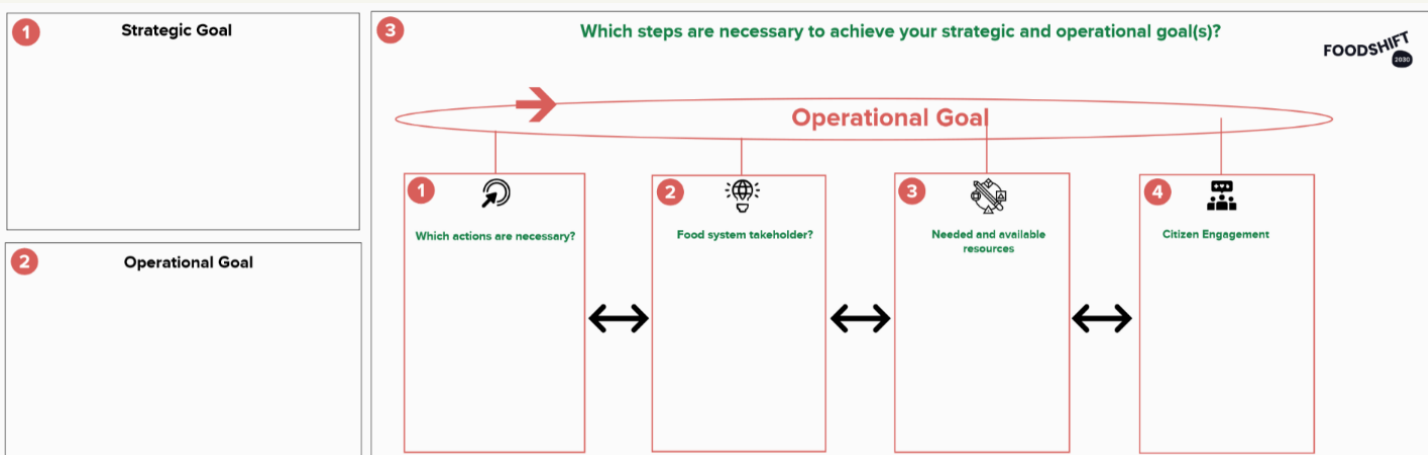 1
Strategic Goal
2
Operational Goal
3
Which steps are necessary to achieve your strategic and operational goal(s)?
FOODSHIFT
2030
Operational Goal
1
Which actions are necessary?
2
Food system takeholder?
3
Needed and available
resources
4
Citizen Engagement